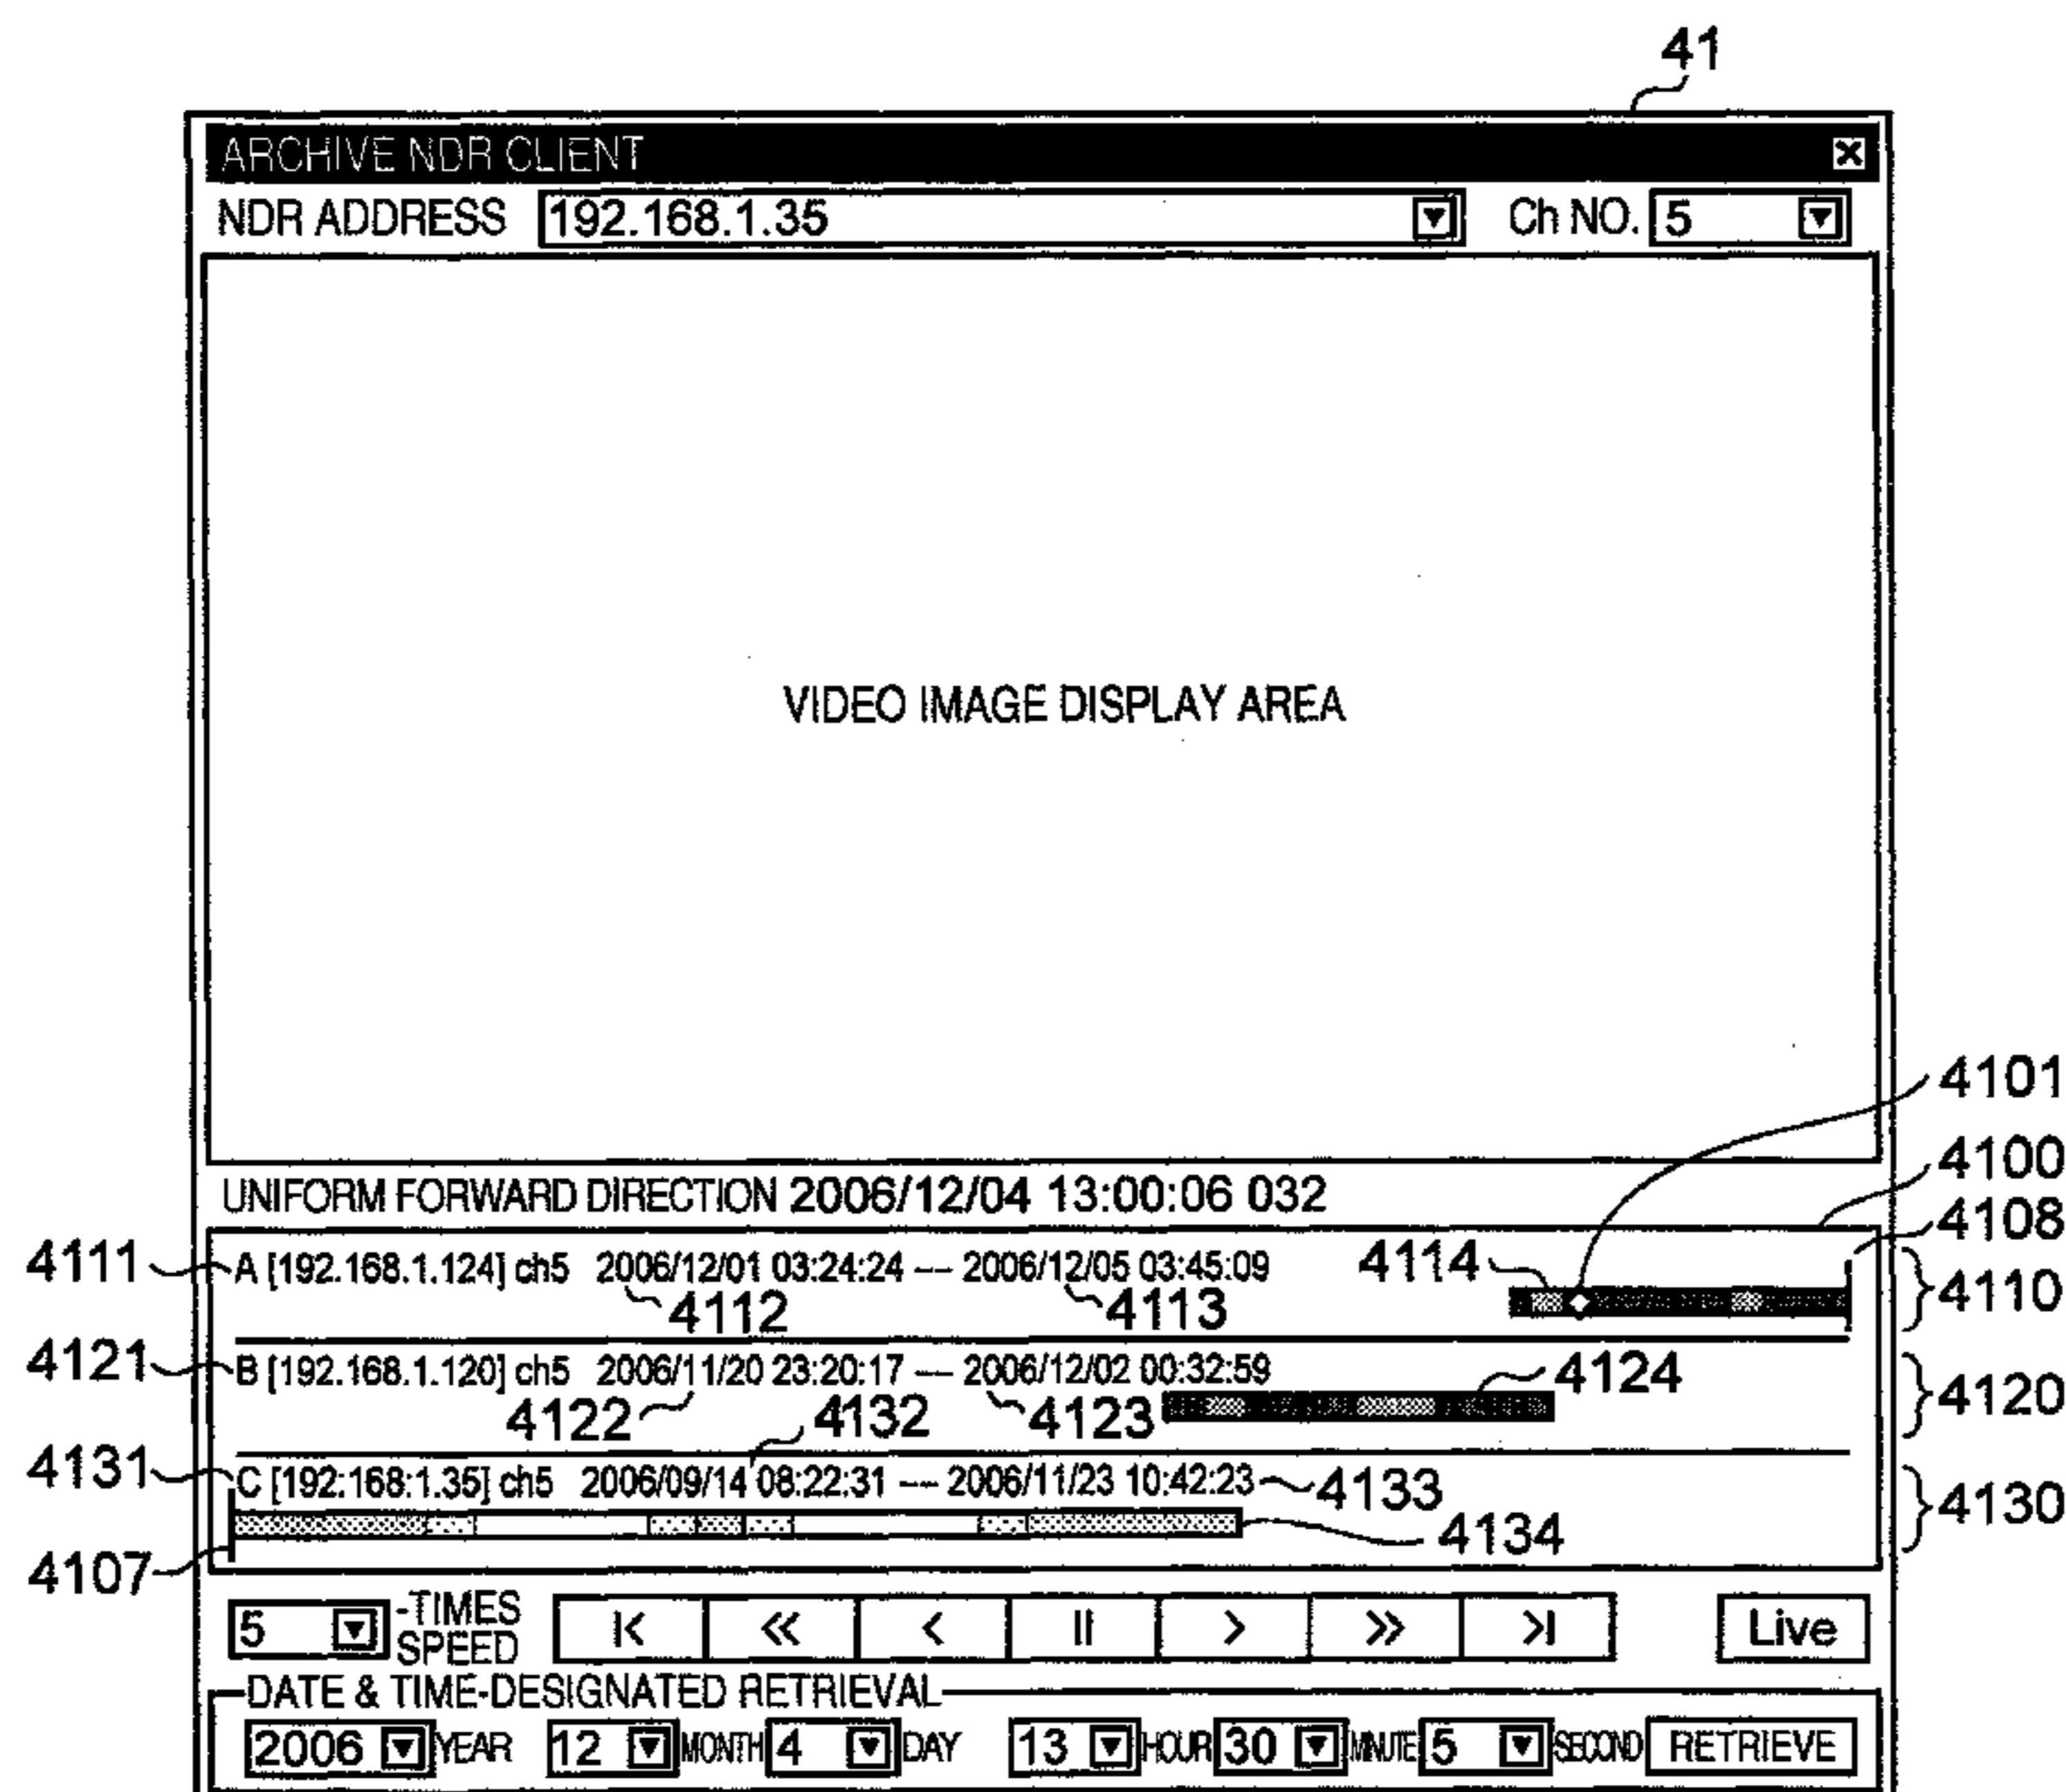 41
ARCHIVE NDR CLIENT
NDR ADDRESS 192.168.1.35 Ch NO. 5
VIDEO IMAGE DISPLAY AREA
4101
4100
UNIFORM FORWARD DIRECTION 2006/12/04 13:00:06 032
4108
4111 A [192.168.1.124] ch5 2006/12/01 03:24:24 --- 2006/12/05 03:45:09 4114
4112 4113 4110
4121 B [192.168.1.120] ch5 2006/11/20 23:20:17 --- 2006/12/02 00:32:59 4124
4122 4132 4123 4120
4131 C [192:168:1.35] ch5 2006/09/14 08:22:31 --- 2006/11/23 10:42:23 4133
4134 4130
4107
5 -TIMES SPEED |< << < || > >> >| Live
DATE & TIME-DESIGNATED RETRIEVAL
2006 YEAR 12 MONTH 4 DAY 13 HOUR 30 MINUTE 5 SECOND RETRIEVE